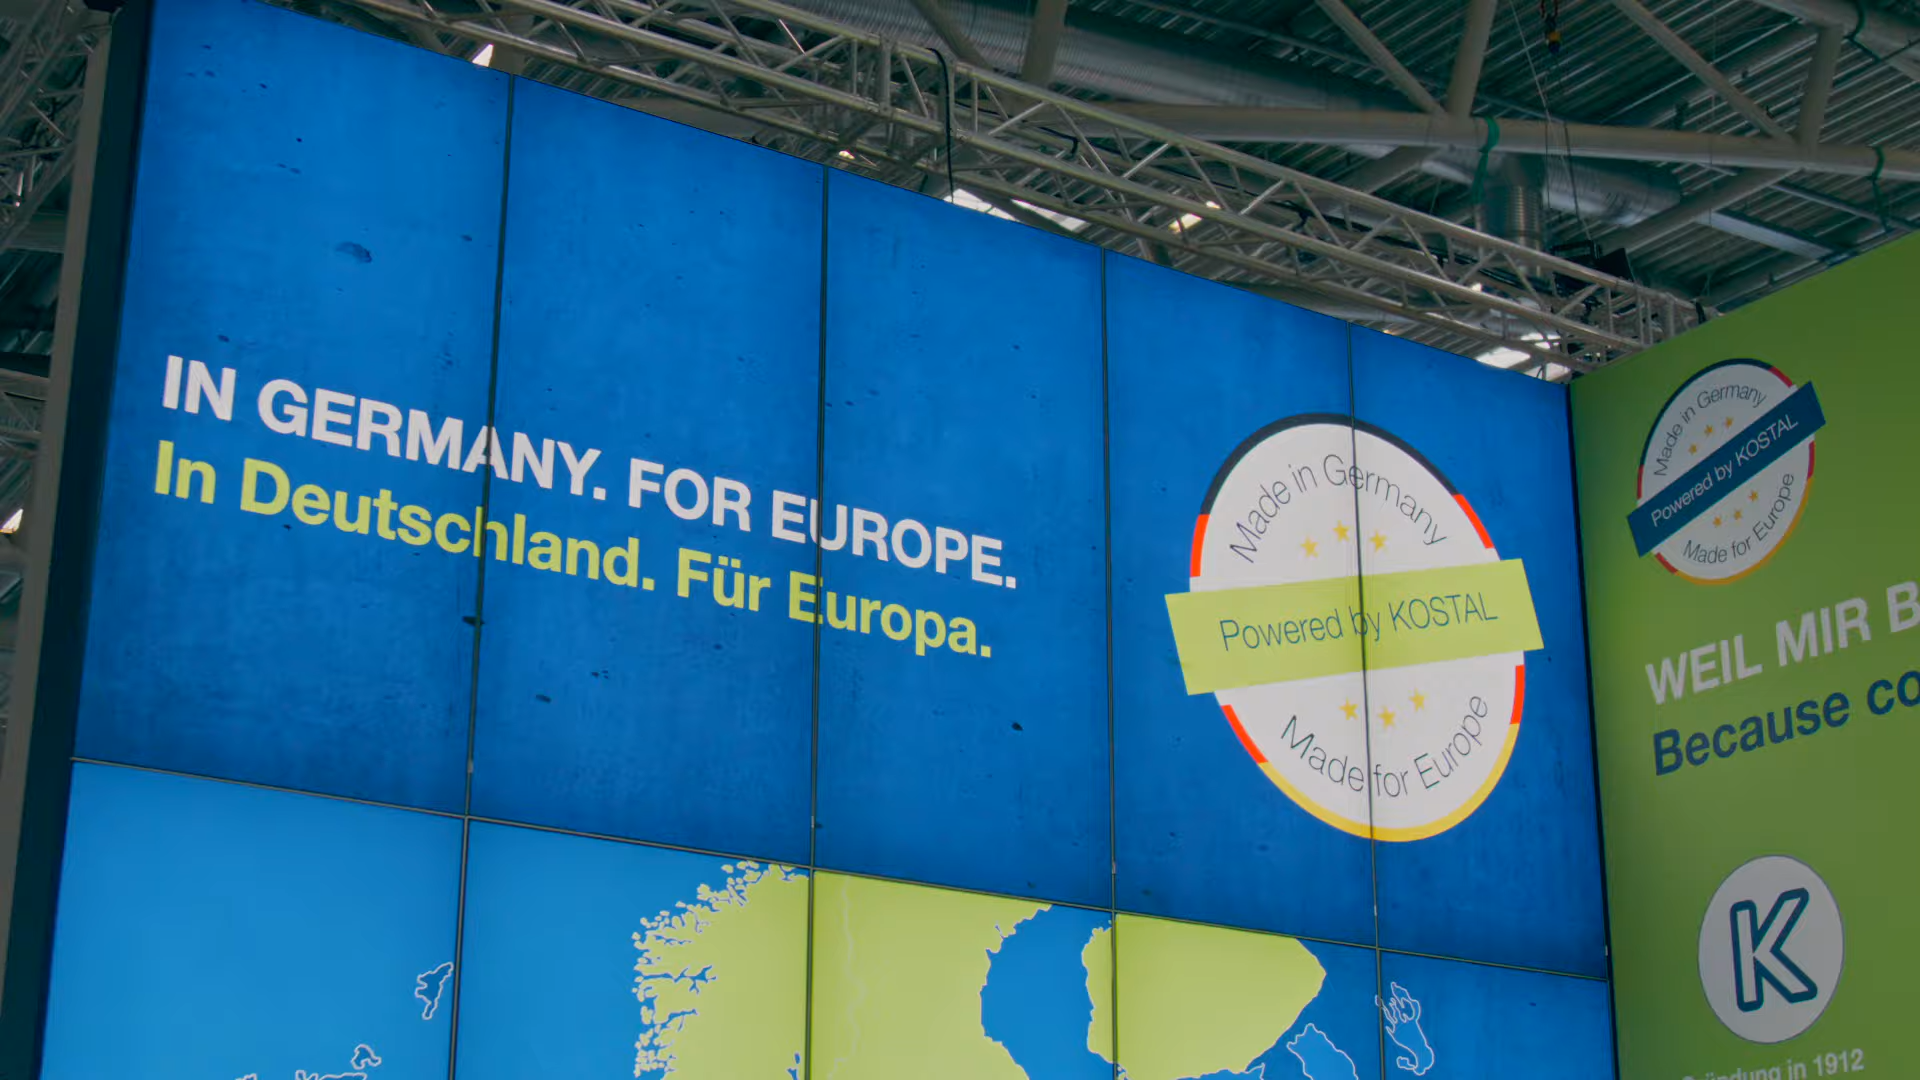 IN GERMANY. FOR EUROPE.
In Deutschland. Für Europa.
Made in Germany
Powered by KOSTAL
Made for Europe
Made in Germany
Powered by KOSTAL
Made for Europe
WEIL MIR
Because
K
in 1912